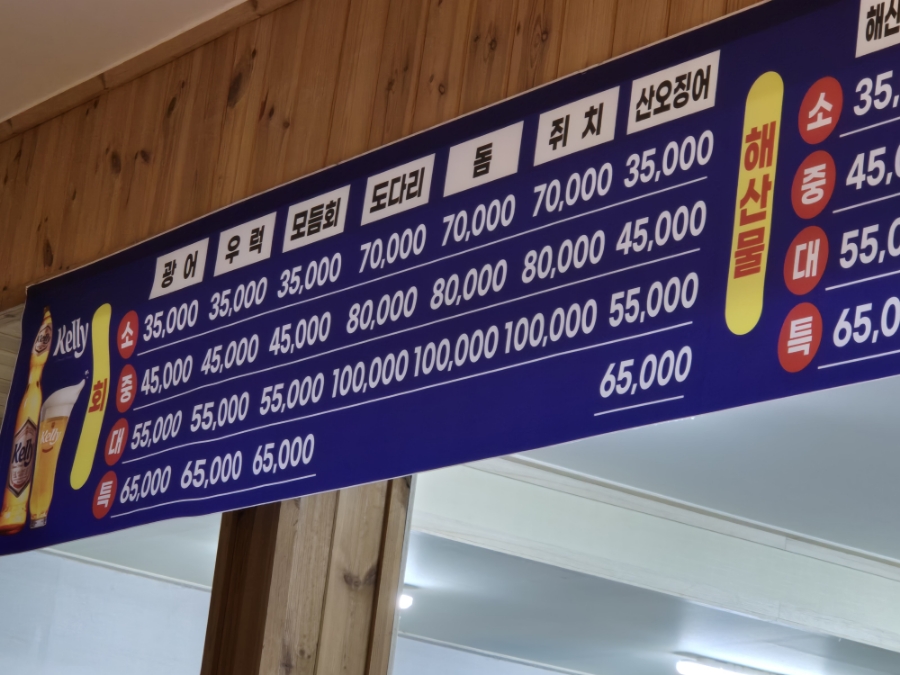 Kelly
회
광어 우럭 모듬회 도다리 돔 쥐치 산오징어
소 35,000 35,000 35,000 70,000 70,000 70,000 35,000
중 45,000 45,000 45,000 80,000 80,000 80,000 45,000
대 55,000 55,000 55,000 100,000 100,000 100,000 55,000
특 65,000 65,000 65,000 65,000
Kelly
Kelly
해산물
해산
소 35,
중 45,
대 55,0
특 65,0